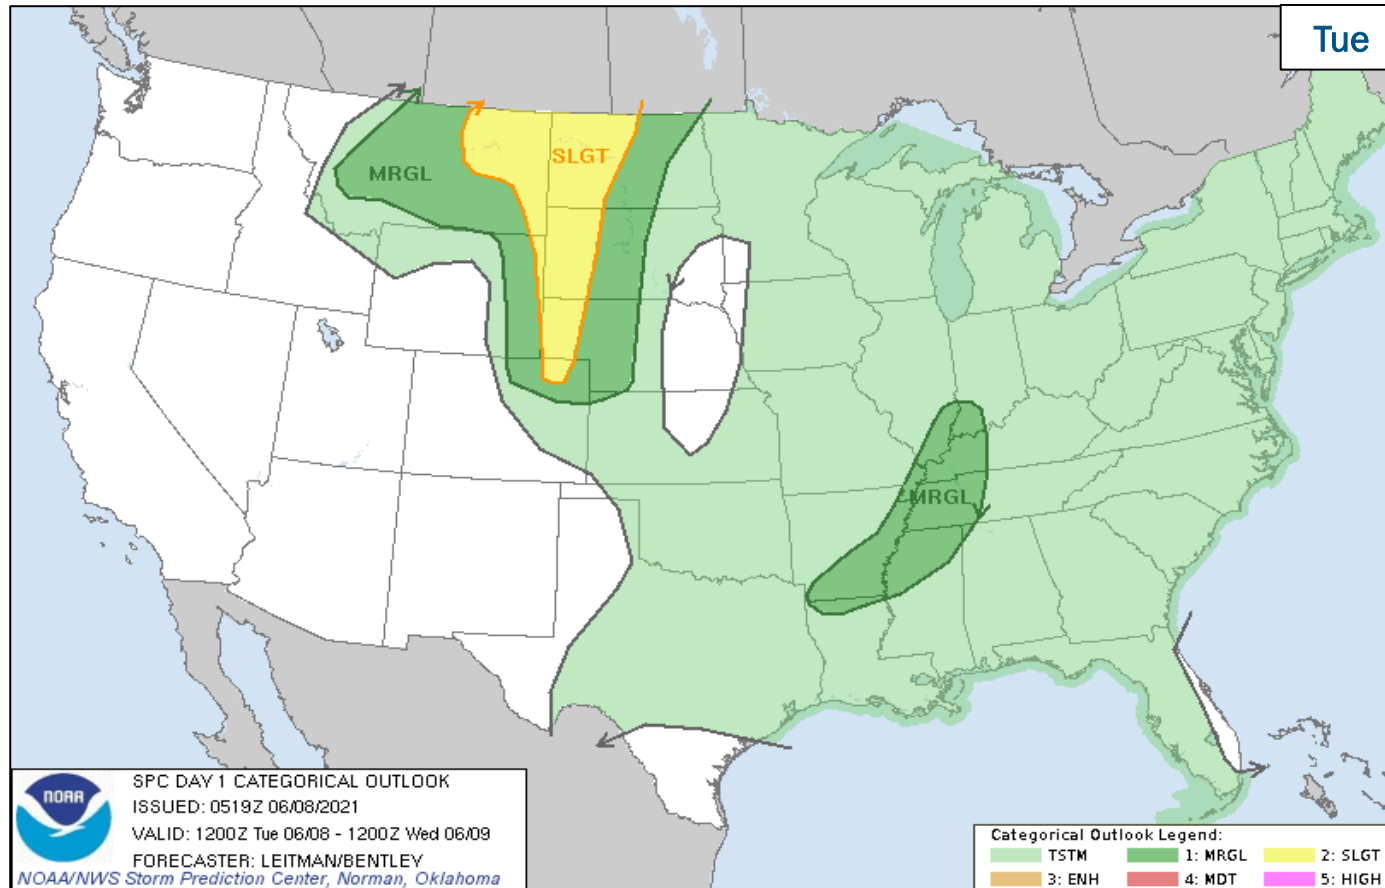 Tue
SLGT
MRGL
MRGL
NOAA
SPC DAY 1 CATEGORICAL OUTLOOK
ISSUED: 0519Z 06/08/2021
VALID: 1200Z Tue 06/08 - 1200Z Wed 06/09
FORECASTER: LEITMAN/BENTLEY
NOAA/NWS Storm Prediction Center, Norman, Oklahoma
Categorical Outlook Legend:
TSTM 1: MRGL 2: SLGT
3: ENH 4: MDT 5: HIGH